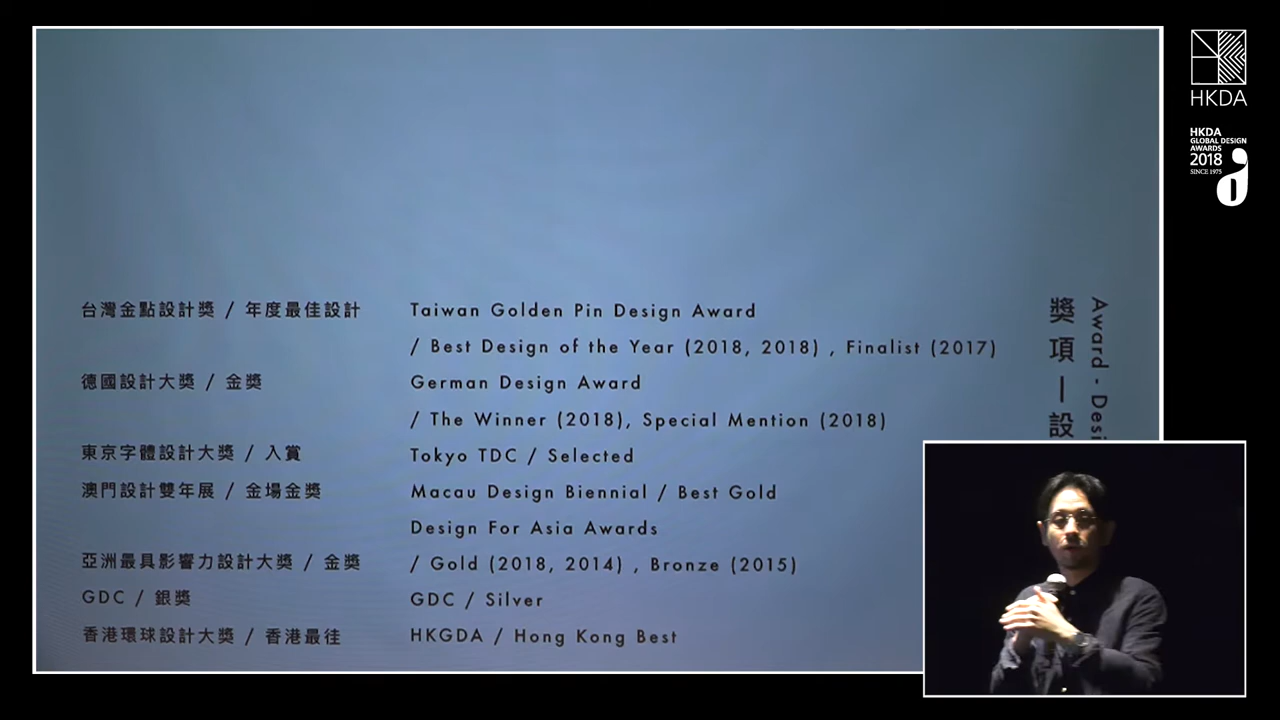 台灣金點設計獎 / 年度最佳設計
Taiwan Golden Pin Design Award
/ Best Design of the Year (2018, 2018) , Finalist (2017)
德國設計大獎 / 金獎
German Design Award
/ The Winner (2018), Special Mention (2018)
東京字體設計大獎 / 入賞
Tokyo TDC / Selected
澳門設計雙年展 / 金場金獎
Macau Design Biennial / Best Gold
Design For Asia Awards
亞洲最具影響力設計大獎 / 金獎
/ Gold (2018, 2014) , Bronze (2015)
GDC / 銀獎
GDC / Silver
香港環球設計大獎 / 香港最徍
HKGDA / Hong Kong Best
獎項 — 設
Award - Desi
HKDA
HKDA
GLOBAL DESIGN
AWARDS
2018
SINCE 1975